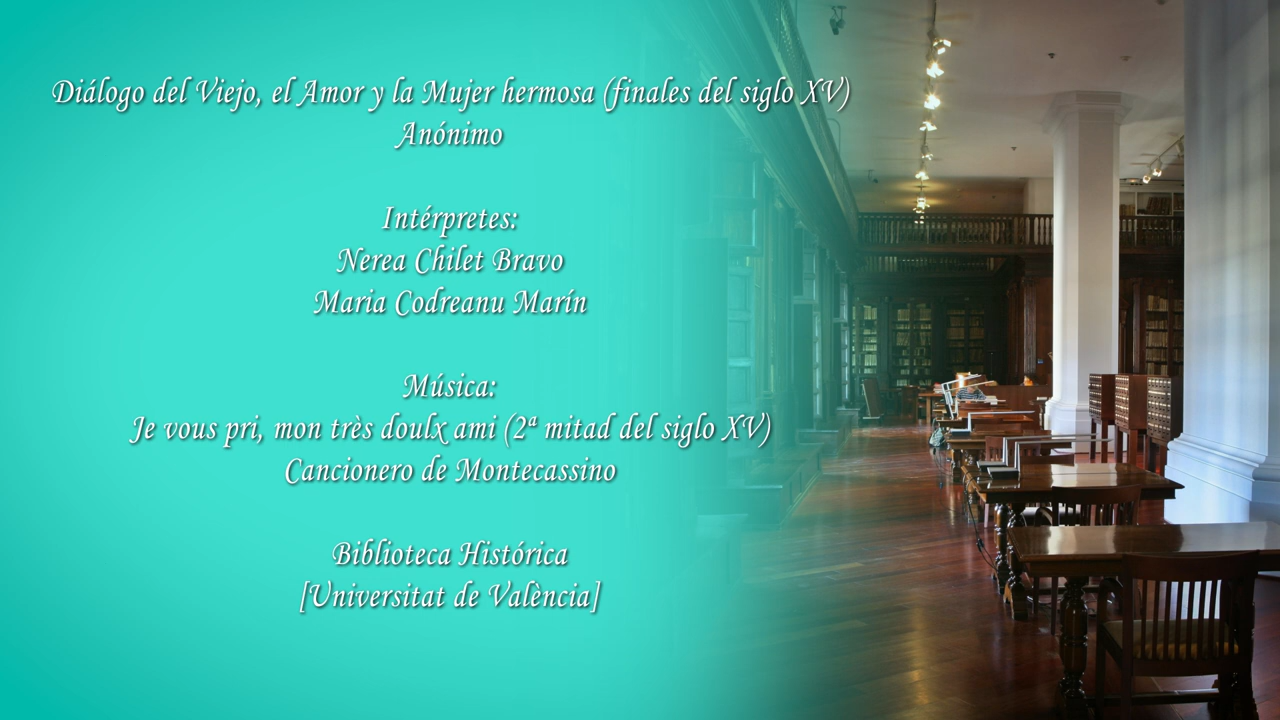 Diálogo del Viejo, el Amor y la Mujer hermosa (finales del siglo XV)
Anónimo
Intérpretes:
Nerea Chilet Bravo
Maria Codreanu Marín
Música:
Je vous pri, mon très doulx ami (2ª mitad del siglo XV)
Cancionero de Montecassino
Biblioteca Histórica
[Universitat de València]